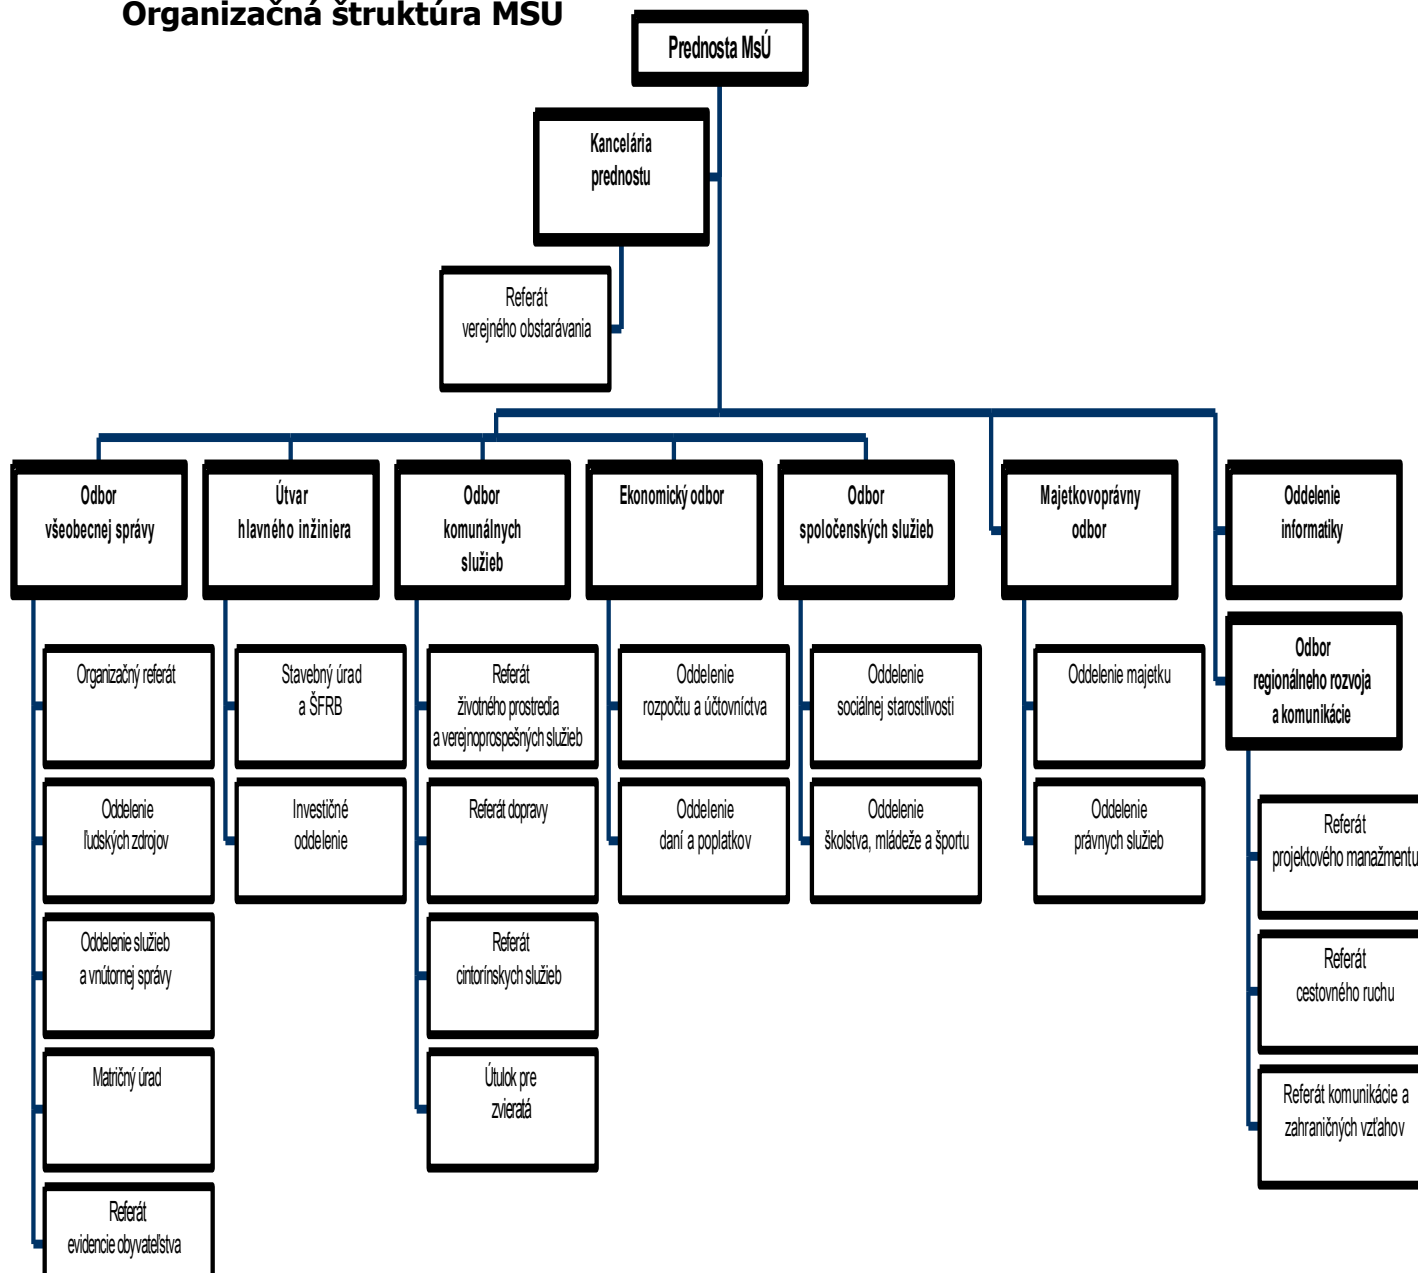 Organizačná štruktúra MSÚ
Prednosta MsÚ
Kancelária
prednostu
Referát
verejného obstarávania
Odbor
všeobecnej správy
Útvar
hlavného inžiniera
Odbor
komunálnych
služieb
Ekonomický odbor
Odbor
spoločenských služieb
Majetkoprávny
odbor
Oddelenie
informatiky
Odbor
regionálneho rozvoja
a komunikácie
Organizačný referát
Oddelenie
ľudských zdrojov
Oddelenie služieb
a vnútornej správy
Matričný úrad
Referát
evidencie obyvateľstva
Stavebný úrad
a ŠFRB
Investičné
oddelenie
Referát
životného prostredia
a verejnoprospešných služieb
Referát dopravy
Referát
cintorínskych služieb
Útulok pre
zvieratá
Oddelenie
rozpočtu a účtovníctva
Oddelenie
daní a poplatkov
Oddelenie
sociálnej starostlivosti
Oddelenie
školstva, mládeže a športu
Oddelenie majetku
Oddelenie
právnych služieb
Referát
projektového manažmentu
Referát
cestovného ruchu
Referát komunikácie a
zahraničných vzťahov